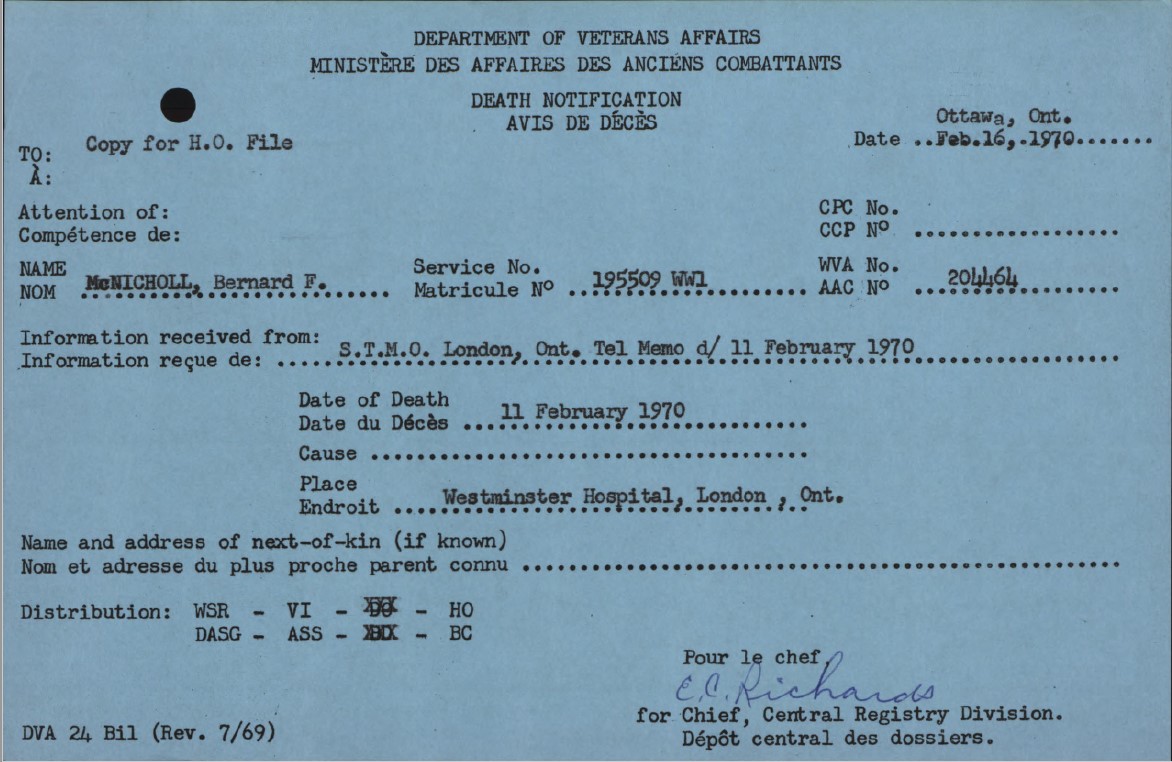 DEPARTMENT OF VETERANS AFFAIRS
MINISTÈRE DES AFFAIRES DES ANCIÉNS COMBATTANTS
DEATH NOTIFICATION
AVIS DE DÉCÈS
Ottawa, Ont.
Date ..Feb.16,.1970.......
TO: Copy for H.O. File
À:
Attention of:
Compétence de:
CPC No.
CCP Nº ....................
NAME
NOM McNICHOLL, Bernard F.
Service No.
Matricule Nº ..195509 WW1.........
WVA No.
AAC Nº ...204464..........
Information received from:
Information reçue de: .....S.T.M.O. London, Ont. Tel Memo d/ 11 February 1970....................
Date of Death
Date du Décès ...11 February 1970............
Cause .......................................
Place
Endroit ....Westminster Hospital, London , Ont.
Name and address of next-of-kin (if known)
Nom et adresse du plus proche parent connu .....................................................
Distribution: WSR - VI - - HO
DASG - ASS - - BC
Pour le chef,
E.C. Richards
for Chief, Central Registry Division.
Dépôt central des dossiers.
DVA 24 Bil (Rev. 7/69)